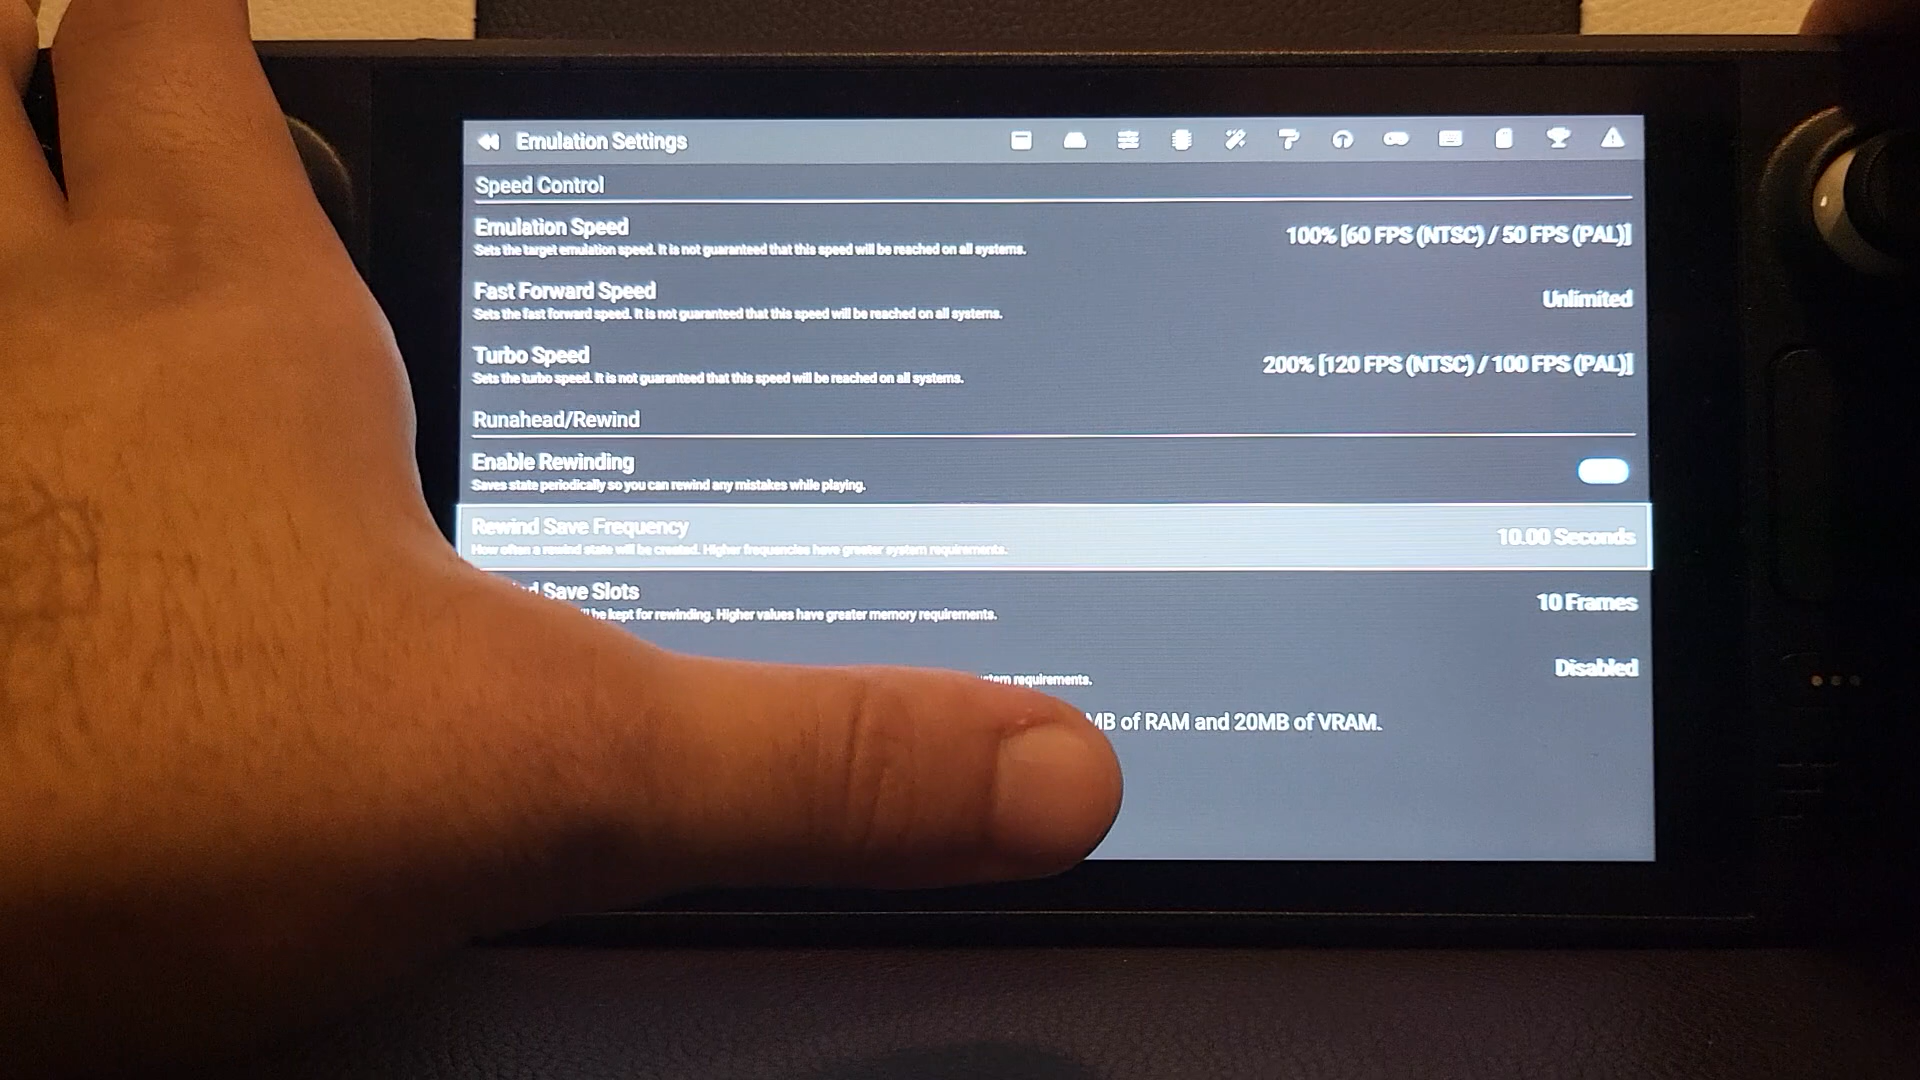 Emulation Settings
Speed Control
Emulation Speed
Sets the target emulation speed. It is not guaranteed that this speed will be reached on all systems.
100% [60 FPS (NTSC) / 50 FPS (PAL)]
Fast Forward Speed
Sets the fast forward speed. It is not guaranteed that this speed will be reached on all systems.
Unlimited
Turbo Speed
Sets the turbo speed. It is not guaranteed that this speed will be reached on all systems.
200% [120 FPS (NTSC) / 100 FPS (PAL)]
Runahead/Rewind
Enable Rewinding
Saves state periodically so you can rewind any mistakes while playing.
Rewind Save Frequency
How often a rewind state will be created. Higher frequencies have greater system requirements.
10.00 Seconds
Save Slots
be kept for rewinding. Higher values have greater memory requirements.
10 Frames
requirements.
Disabled
MB of RAM and 20MB of VRAM.